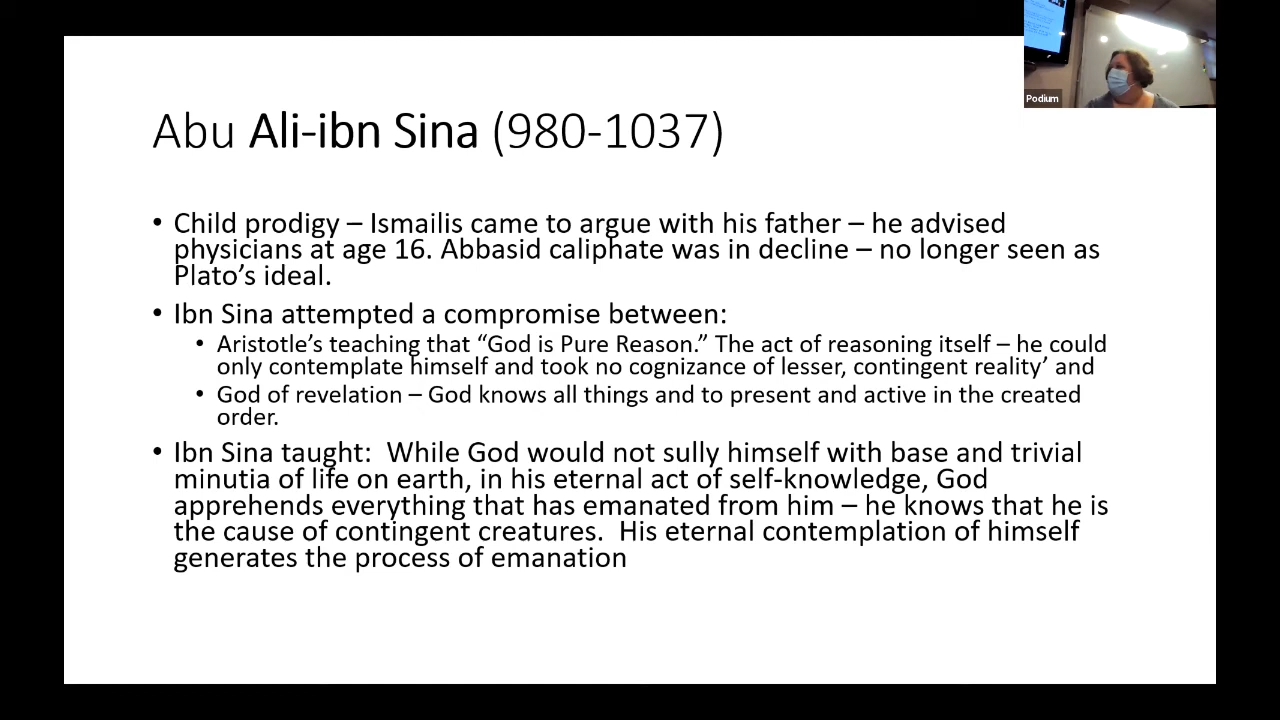 Podium
Abu Ali-ibn Sina (980-1037)
• Child prodigy – Ismailis came to argue with his father – he advised
physicians at age 16. Abbasid caliphate was in decline – no longer seen as
Plato's ideal.
• Ibn Sina attempted a compromise between:
• Aristotle's teaching that “God is Pure Reason.” The act of reasoning itself – he could
only contemplate himself and took no cognizance of lesser, contingent reality’ and
• God of revelation – God knows all things and to present and active in the created
order.
• Ibn Sina taught:  While God would not sully himself with base and trivial
minutia of life on earth, in his eternal act of self-knowledge, God
apprehends everything that has emanated from him – he knows that he is
the cause of contingent creatures.  His eternal contemplation of himself
generates the process of emanation